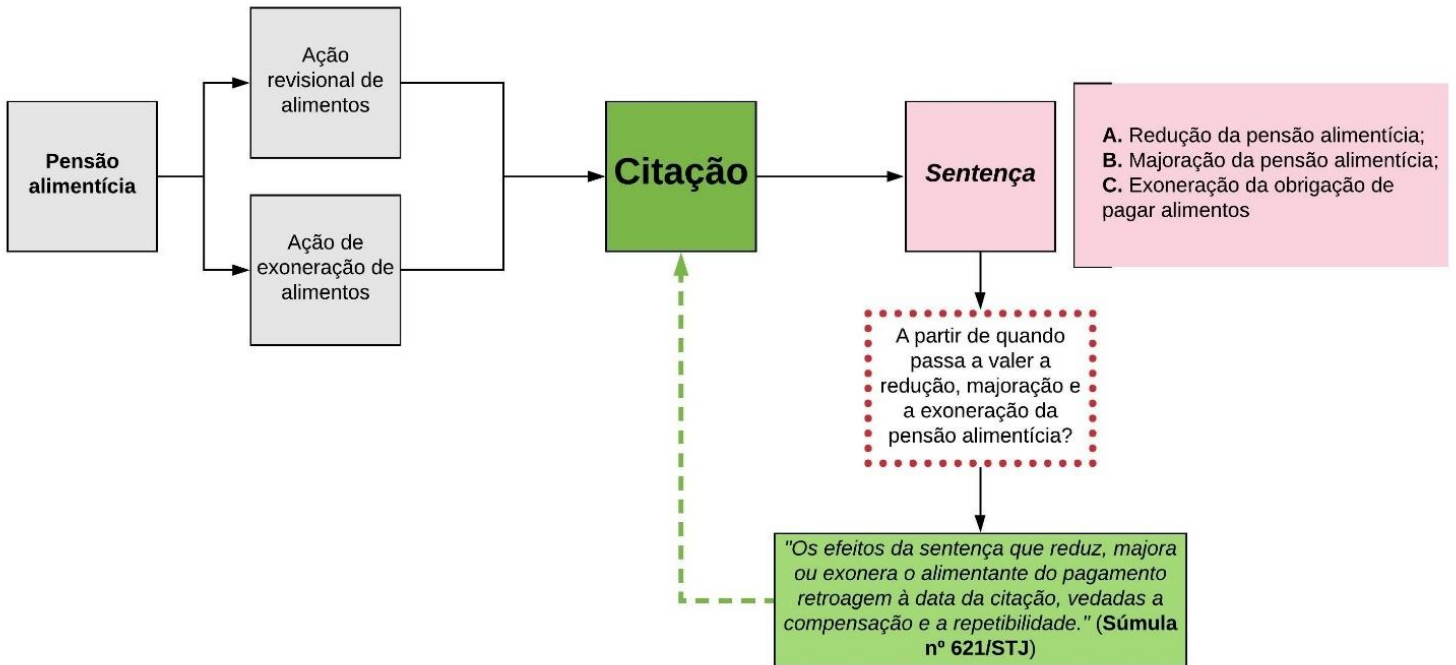 Pensão
alimentícia
Ação
revisional de
alimentos
Ação de
exoneração de
alimentos
Citação
Sentença
A. Redução da pensão alimentícia;
B. Majoração da pensão alimentícia;
C. Exoneração da obrigação de
pagar alimentos
A partir de quando
passa a valer a
redução, majoração e
a exoneração da
pensão alimentícia?
"Os efeitos da sentença que reduz, majora
ou exonera o alimentante do pagamento
retroagem à data da citação, vedadas a
compensação e a repetibilidade." (Súmula
nº 621/STJ)